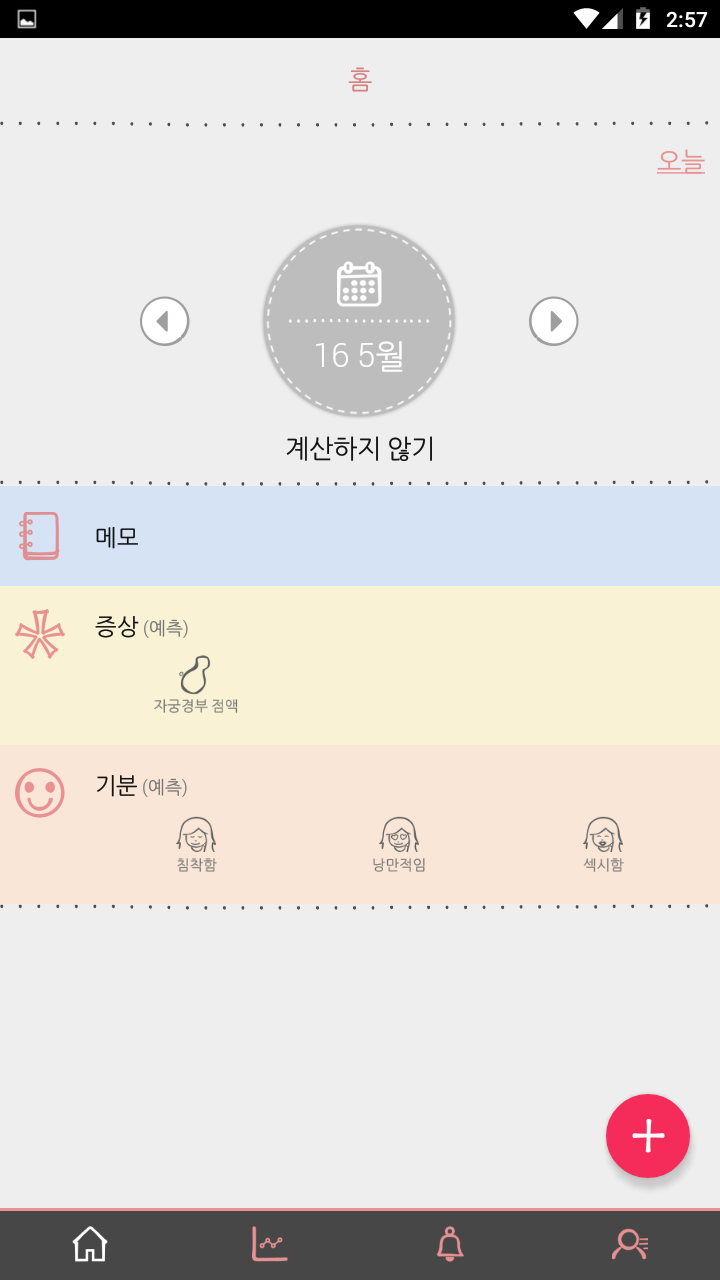 2:57
홈
오늘
16 5월
계산하지 않기
메모
증상 (예측)
자궁경부 점액
기분 (예측)
침착함 낭만적임 섹시함